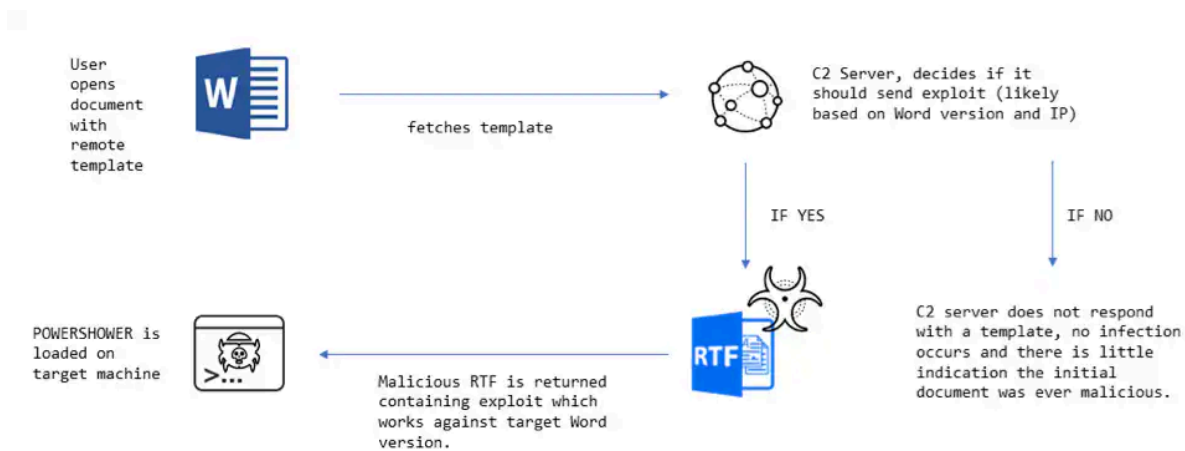 User
opens
document
with
remote
template
W
fetches template
C2 Server, decides if it
should send exploit (likely
based on Word version and IP)
IF YES
IF NO
POWERSHOWER is
loaded on
target machine
>...
Malicious RTF is returned
containing exploit which
works against target Word
version.
RTF
C2 server does not respond
with a template, no infection
occurs and there is little
indication the initial
document was ever malicious.